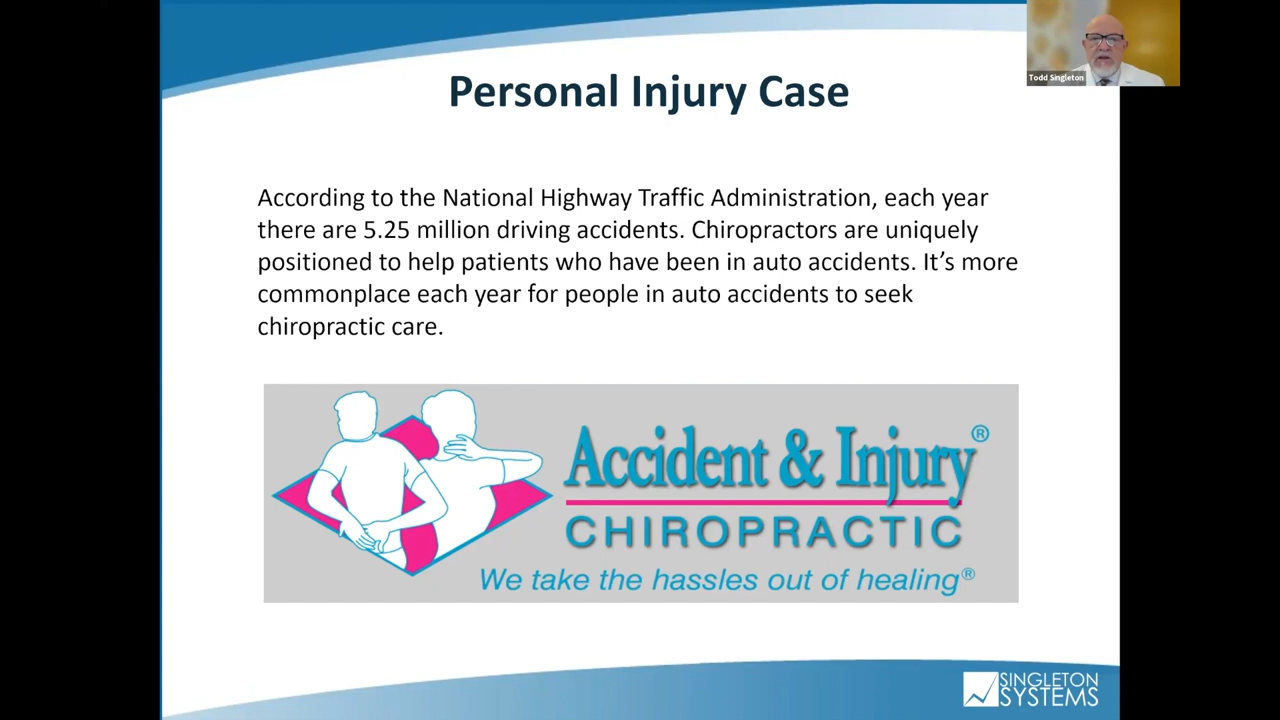 Personal Injury Case
Todd Singleton
According to the National Highway Traffic Administration, each year
there are 5.25 million driving accidents. Chiropractors are uniquely
positioned to help patients who have been in auto accidents. It’s more
commonplace each year for people in auto accidents to seek
chiropractic care.
Accident & Injury®
CHIROPRACTIC
We take the hassles out of healing®
SINGLETON
SYSTEMS